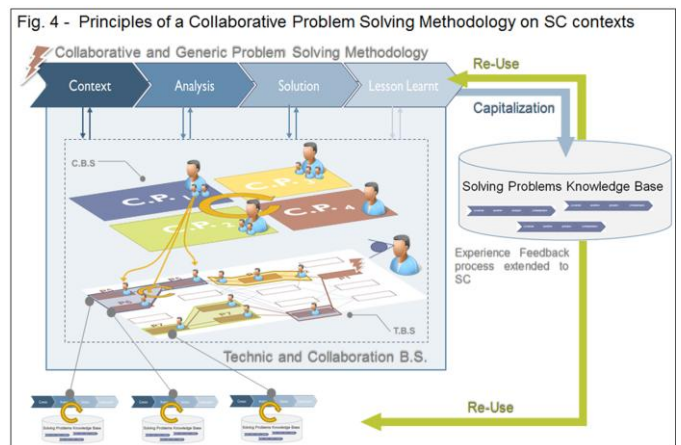 Fig. 4 - Principles of a Collaborative Problem Solving Methodology on SC contexts
Collaborative and Generic Problem Solving Methodology
Context
Analysis
Solution
Lesson Learnt
Re-Use
Capitalization
C.B.S
C.P.
C.P.
C.P. 2
C.P. 4
Solving Problems Knowledge Base
Experience Feedback
process extended to
SC
P7
T.B.S
Technic and Collaboration B.S.
Solving Problems Knowledge Base
Solving Problems Knowledge Base
Solving Problems Knowledge Base
Re-Use